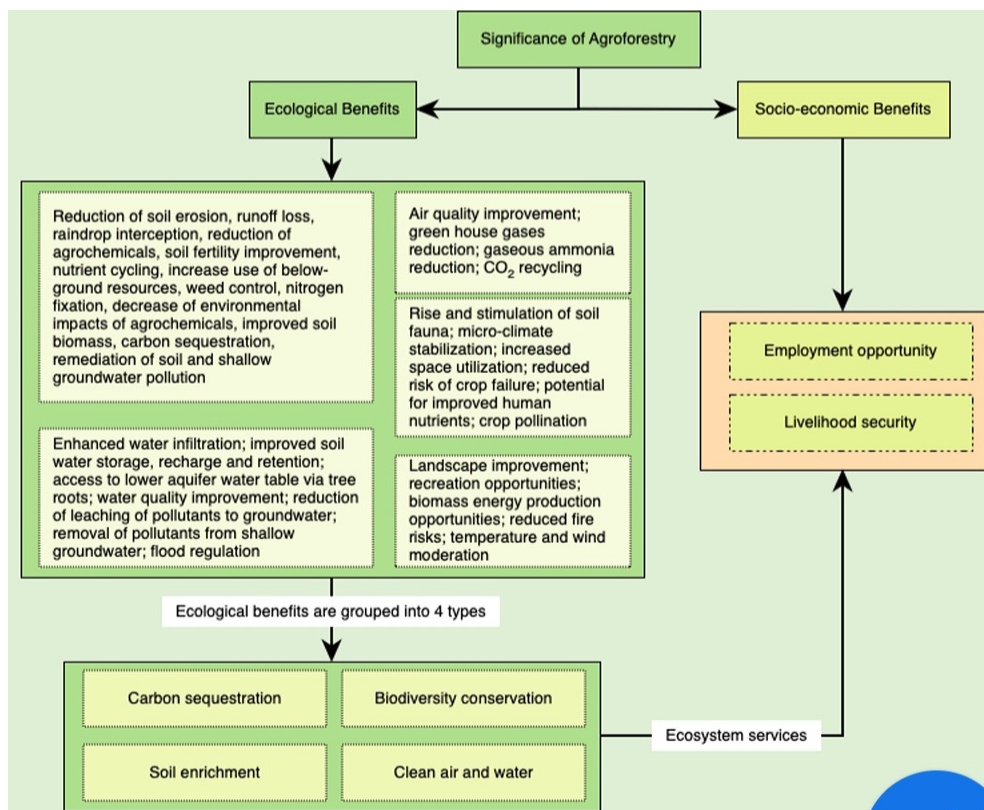 Significance of Agroforestry
Ecological Benefits
Socio-economic Benefits
Reduction of soil erosion, runoff loss,
raindrop interception, reduction of
agrochemicals, soil fertility improvement,
nutrient cycling, increase use of below-
ground resources, weed control, nitrogen
fixation, decrease of environmental
impacts of agrochemicals, improved soil
biomass, carbon sequestration,
remediation of soil and shallow
groundwater pollution
Air quality improvement;
green house gases
reduction; gaseous ammonia
reduction; CO₂ recycling
Rise and stimulation of soil
fauna; micro-climate
stabilization; increased
space utilization; reduced
risk of crop failure; potential
for improved human
nutrients; crop pollination
Enhanced water infiltration; improved soil
water storage, recharge and retention;
access to lower aquifer water table via tree
roots; water quality improvement; reduction
of leaching of pollutants to groundwater;
removal of pollutants from shallow
groundwater; flood regulation
Landscape improvement;
recreation opportunities;
biomass energy production
opportunities; reduced fire
risks; temperature and wind
moderation
Employment opportunity
Livelihood security
Ecological benefits are grouped into 4 types
Carbon sequestration
Biodiversity conservation
Soil enrichment
Clean air and water
Ecosystem services